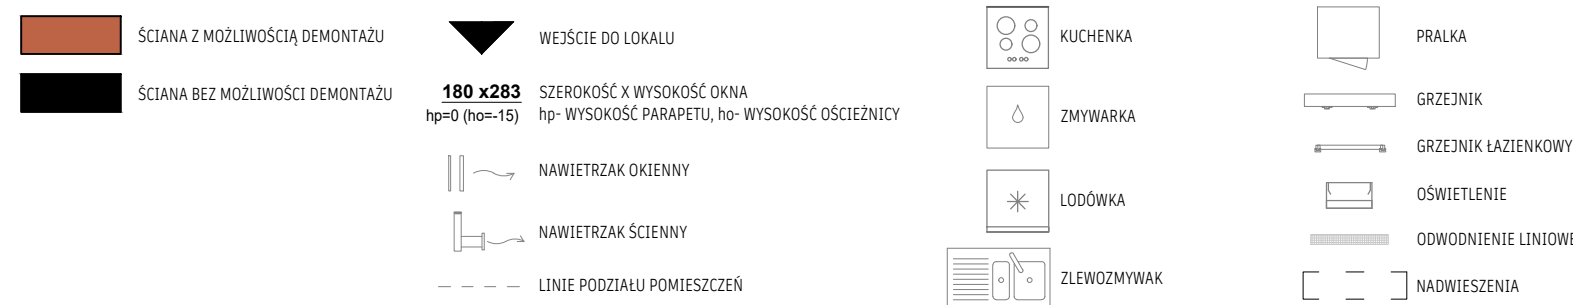 ŚCIANA Z MOŻLIWOŚCIĄ DEMONTAŻU
ŚCIANA BEZ MOŻLIWOŚCI DEMONTAŻU
WEJŚCIE DO LOKALU
180 x283
hp=0 (ho=-15)
SZEROKOŚĆ X WYSOKOŚĆ OKNA
hp- WYSOKOŚĆ PARAPETU, ho- WYSOKOŚĆ OŚCIEŻNICY
NAWIETRZAK OKIENNY
NAWIETRZAK ŚCIENNY
LINIE PODZIAŁU POMIESZCZEŃ
KUCHENKA
ZMYWARKA
LODÓWKA
ZLEWOZMYWAK
PRALKA
GRZEJNIK
GRZEJNIK ŁAZIENKOWY
OŚWIETLENIE
ODWODNIENIE LINIOWE
NADWIESZENIA